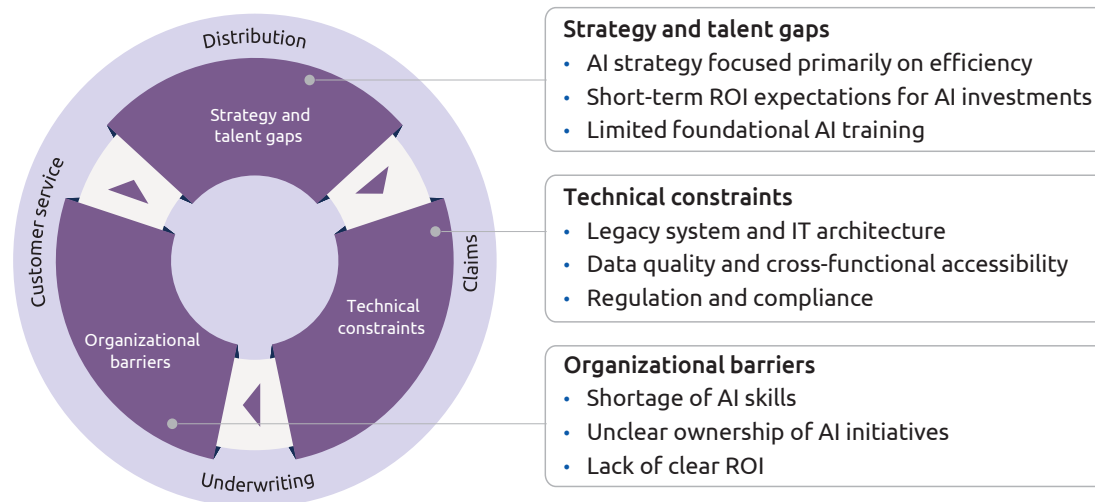 Distribution
Strategy and
talent gaps
Customer service
Claims
Technical
constraints
Organizational
barriers
Underwriting
Strategy and talent gaps
• AI strategy focused primarily on efficiency
• Short-term ROI expectations for AI investments
• Limited foundational AI training
Technical constraints
• Legacy system and IT architecture
• Data quality and cross-functional accessibility
• Regulation and compliance
Organizational barriers
• Shortage of AI skills
• Unclear ownership of AI initiatives
• Lack of clear ROI